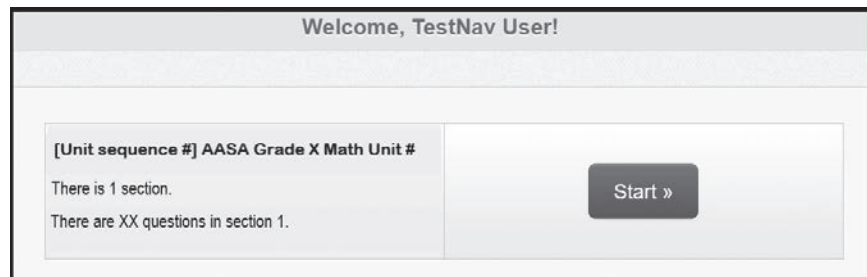 Welcome, TestNav User!
[Unit sequence #] AASA Grade X Math Unit #
There is 1 section.
There are XX questions in section 1.
Start »